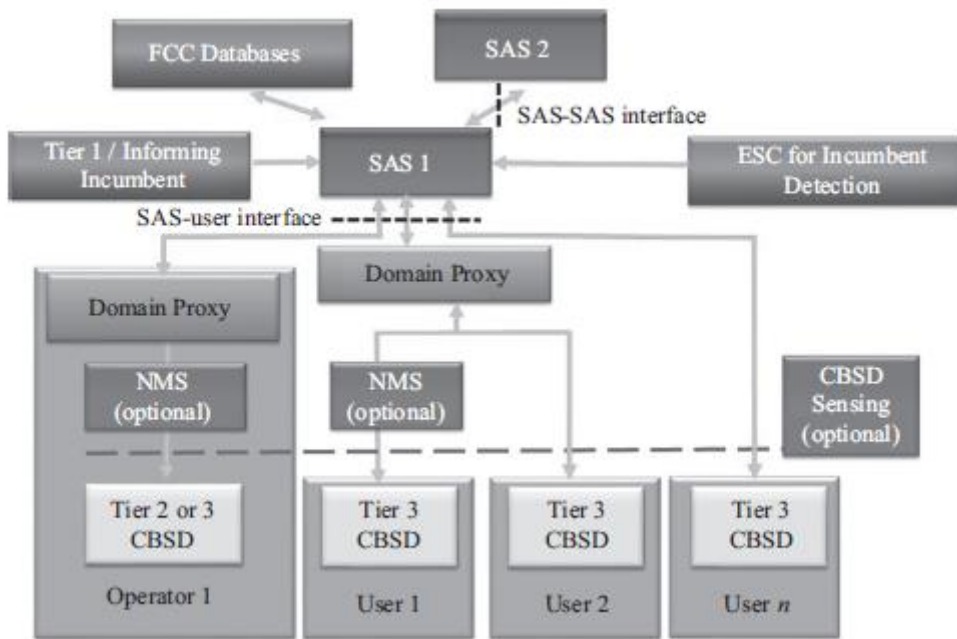 FCC Databases
SAS 2
SAS-SAS interface
Tier 1 / Informing
Incumbent
SAS 1
ESC for Incumbent
Detection
SAS-user interface
Domain Proxy
Domain Proxy
NMS
(optional)
NMS
(optional)
CBSD
Sensing
(optional)
Tier 2 or 3
CBSD
Tier 3
CBSD
Tier 3
CBSD
Tier 3
CBSD
Operator 1
User 1
User 2
User n